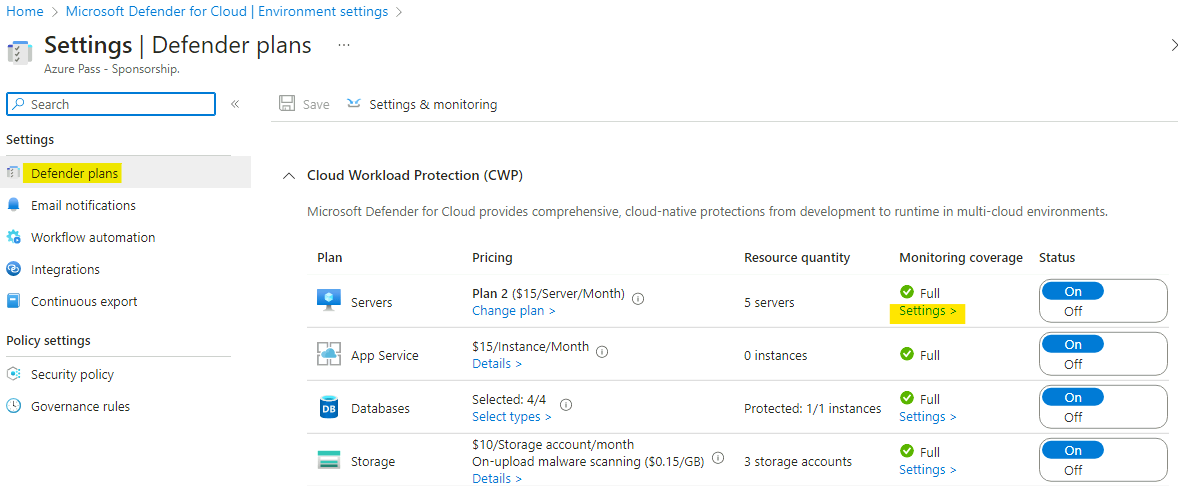 Home > Microsoft Defender for Cloud | Environment settings >
Settings | Defender plans ...
Azure Pass - Sponsorship.
Search
«
Save
Settings & monitoring
Settings
Defender plans
Email notifications
Workflow automation
Integrations
Continuous export
Policy settings
Security policy
Governance rules
Cloud Workload Protection (CWP)
Microsoft Defender for Cloud provides comprehensive, cloud-native protections from development to runtime in multi-cloud environments.
Plan Pricing Resource quantity Monitoring coverage Status
Servers
Plan 2 ($15/Server/Month)
Change plan >
5 servers
Full
Settings >
On
Off
App Service
$15/Instance/Month
Details >
0 instances
Full
On
Off
DB
Databases
Selected: 4/4
Select types >
Protected: 1/1 instances
Full
Settings >
On
Off
Storage
$10/Storage account/month
On-upload malware scanning ($0.15/GB)
Details >
3 storage accounts
Full
Settings >
On
Off